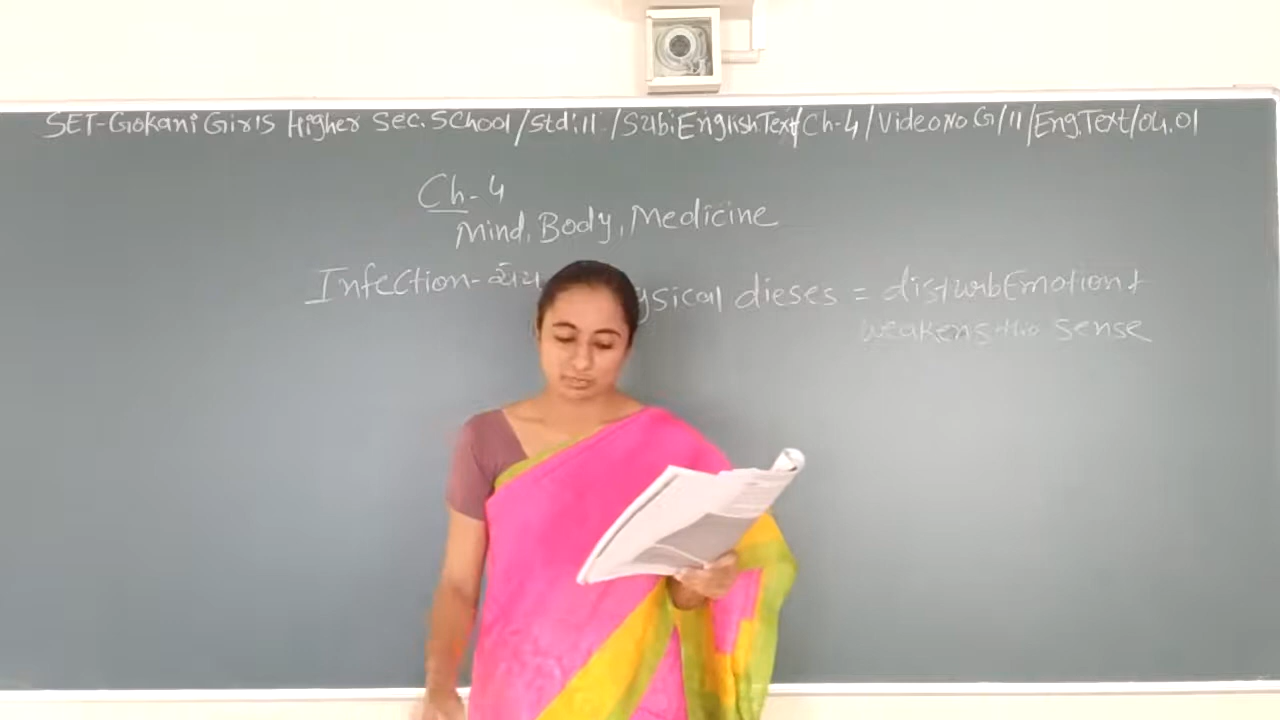 SET-Gokani Girls Higher Sec. School/Std:11/Sub:English Text/Ch-4/Video No G/11/Eng.Text/04.01
Ch-4
Mind, Body, Medicine
Infection- ysical dieses = disturb Emotion &
weakens the sense